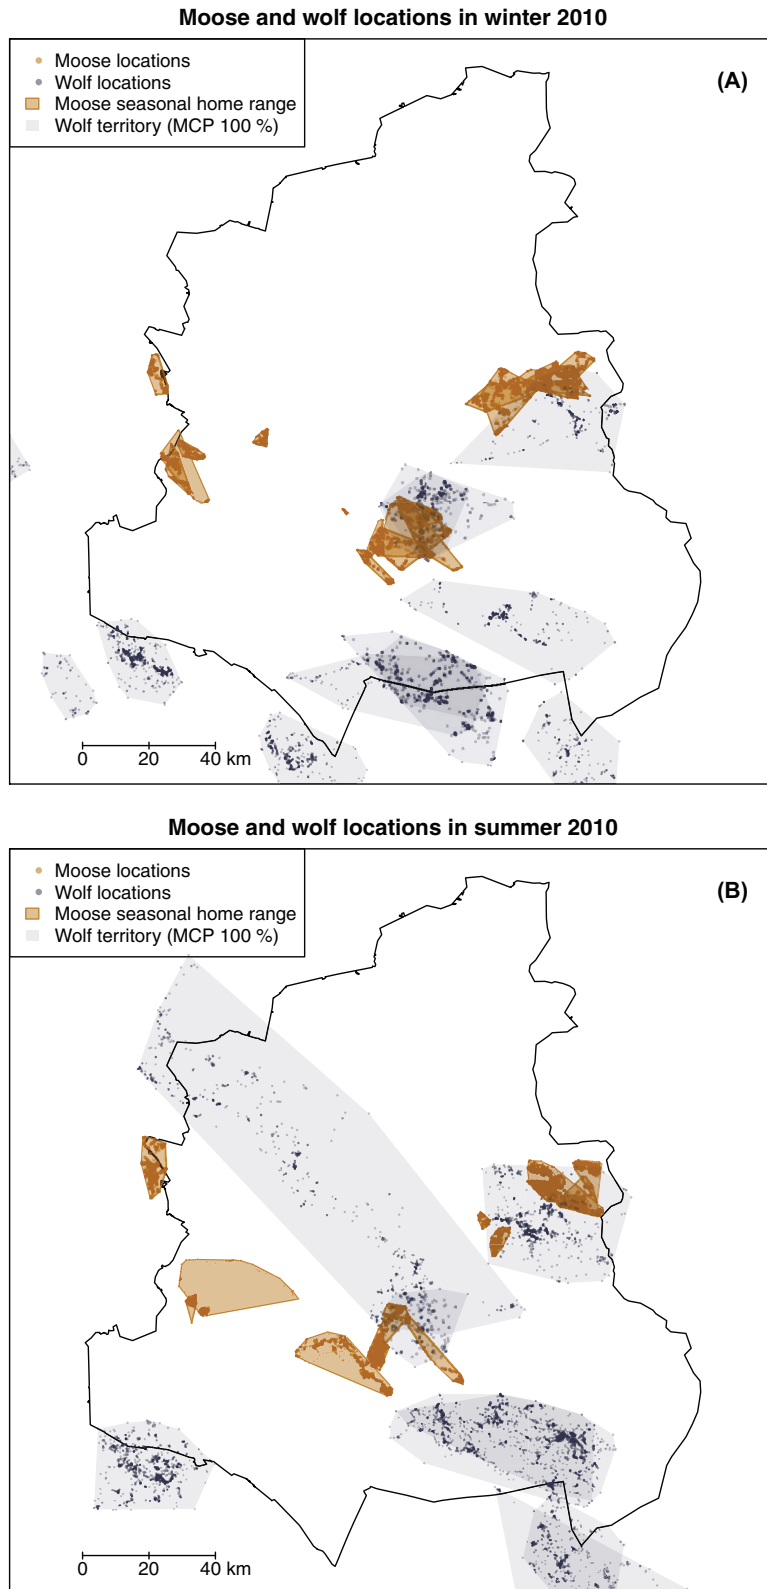 Moose and wolf locations in winter 2010
Moose locations
Wolf locations
Moose seasonal home range
Wolf territory (MCP 100 %)
(A)
0 20 40 km
Moose and wolf locations in summer 2010
Moose locations
Wolf locations
Moose seasonal home range
Wolf territory (MCP 100 %)
(B)
0 20 40 km